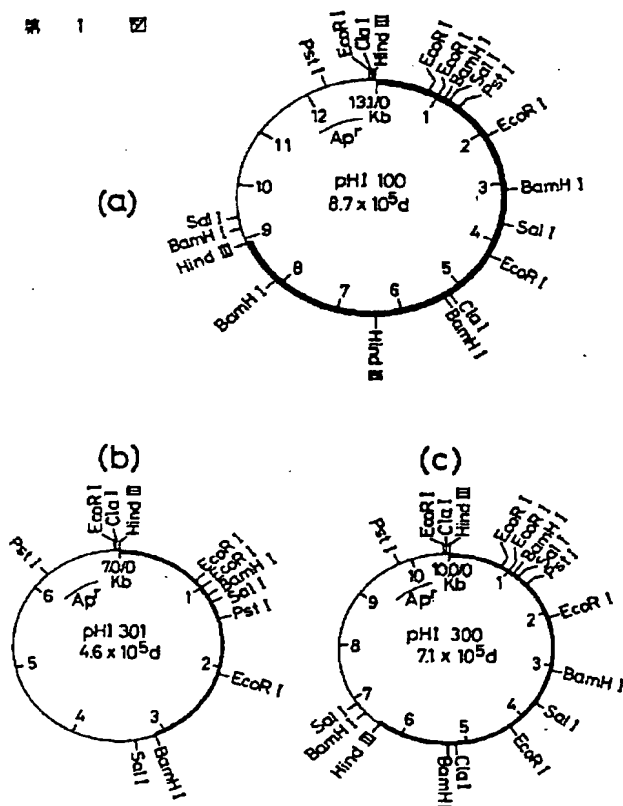 第 1 図
(a)
EcoR I
Cla I
Hind III
EcoR I
EcoR I
BamH I
Sal I
Pst I
EcoR I
BamH I
Sal I
EcoR I
Cla I
BamH I
Hind III
BamH I
Hind III
BamH I
Sal I
Pst I
13.1/0
Kb
1
2
3
4
5
6
7
8
9
10
11
12
Apr
pHI 100
8.7 x 10⁵d
(b)
EcoR I
Cla I
Hind III
EcoR I
EcoR I
BamH I
Sal I
Pst I
EcoR I
BamH I
Sal I
Pst I
7.0/0
Kb
1
2
3
4
5
6
Apr
pHI 301
4.6 x 10⁵d
(c)
EcoR I
Cla I
Hind III
EcoR I
EcoR I
BamH I
Sal I
Pst I
EcoR I
BamH I
Sal I
EcoR I
Cla I
BamH I
Hind III
BamH I
Sal I
Pst I
10.0/0
Kb
1
2
3
4
5
6
7
8
9
10
Apr
pHI 300
7.1 x 10⁵d